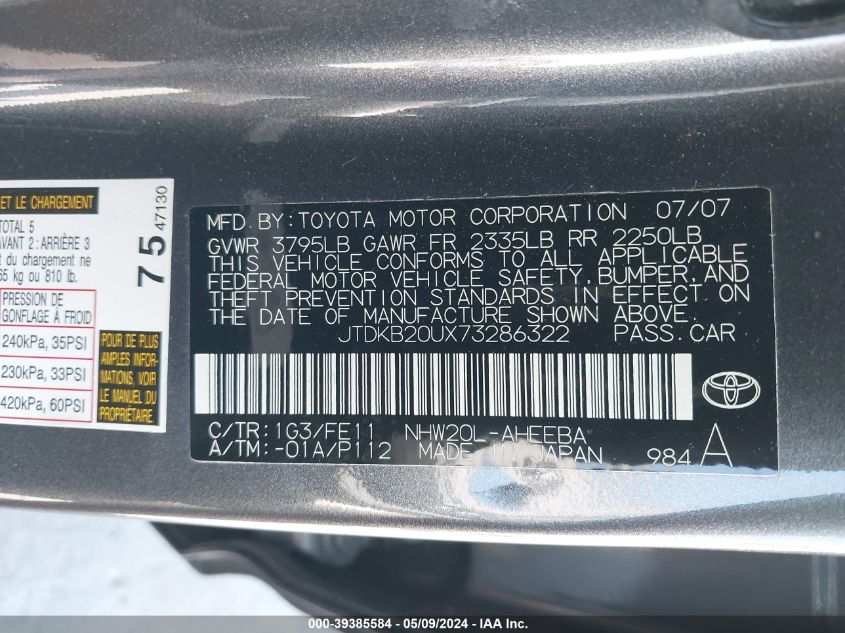 ET LE CHARGEMENT
TOTAL 5
AVANT 2 : ARRIÈRE 3
du chargement ne
65 kg ou 810 lb.
PRESSION DE
GONFLAGE À FROID
240kPa, 35PSI
230kPa, 33PSI
420kPa, 60PSI
POUR DE PLUS
AMPLES INFOR-
MATIONS, VOIR
LE MANUEL DU
PROPRIÉTAIRE.
75
47130
MFD. BY: TOYOTA MOTOR CORPORATION 07/07
GVWR 3795LB GAWR FR 2335LB RR 2250LB
THIS VEHICLE CONFORMS TO ALL APPLICABLE
FEDERAL MOTOR VEHICLE SAFETY, BUMPER, AND
THEFT PREVENTION STANDARDS IN EFFECT ON
THE DATE OF MANUFACTURE SHOWN ABOVE.
JTDKB20UX73286322 PASS. CAR
C/TR: 1G3/FE11 NHW20L-AHEEBA
A/TM: -01A/P112 MADE IN JAPAN 984 A
000-39385584 - 05/09/2024 - IAA Inc.